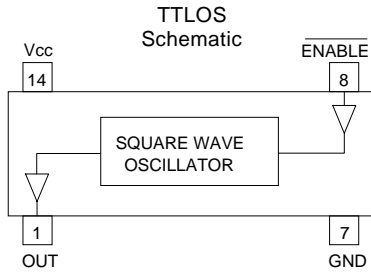 TTLOS
Schematic
Vcc
ENABLE
14
8
SQUARE WAVE
OSCILLATOR
1
7
OUT
GND